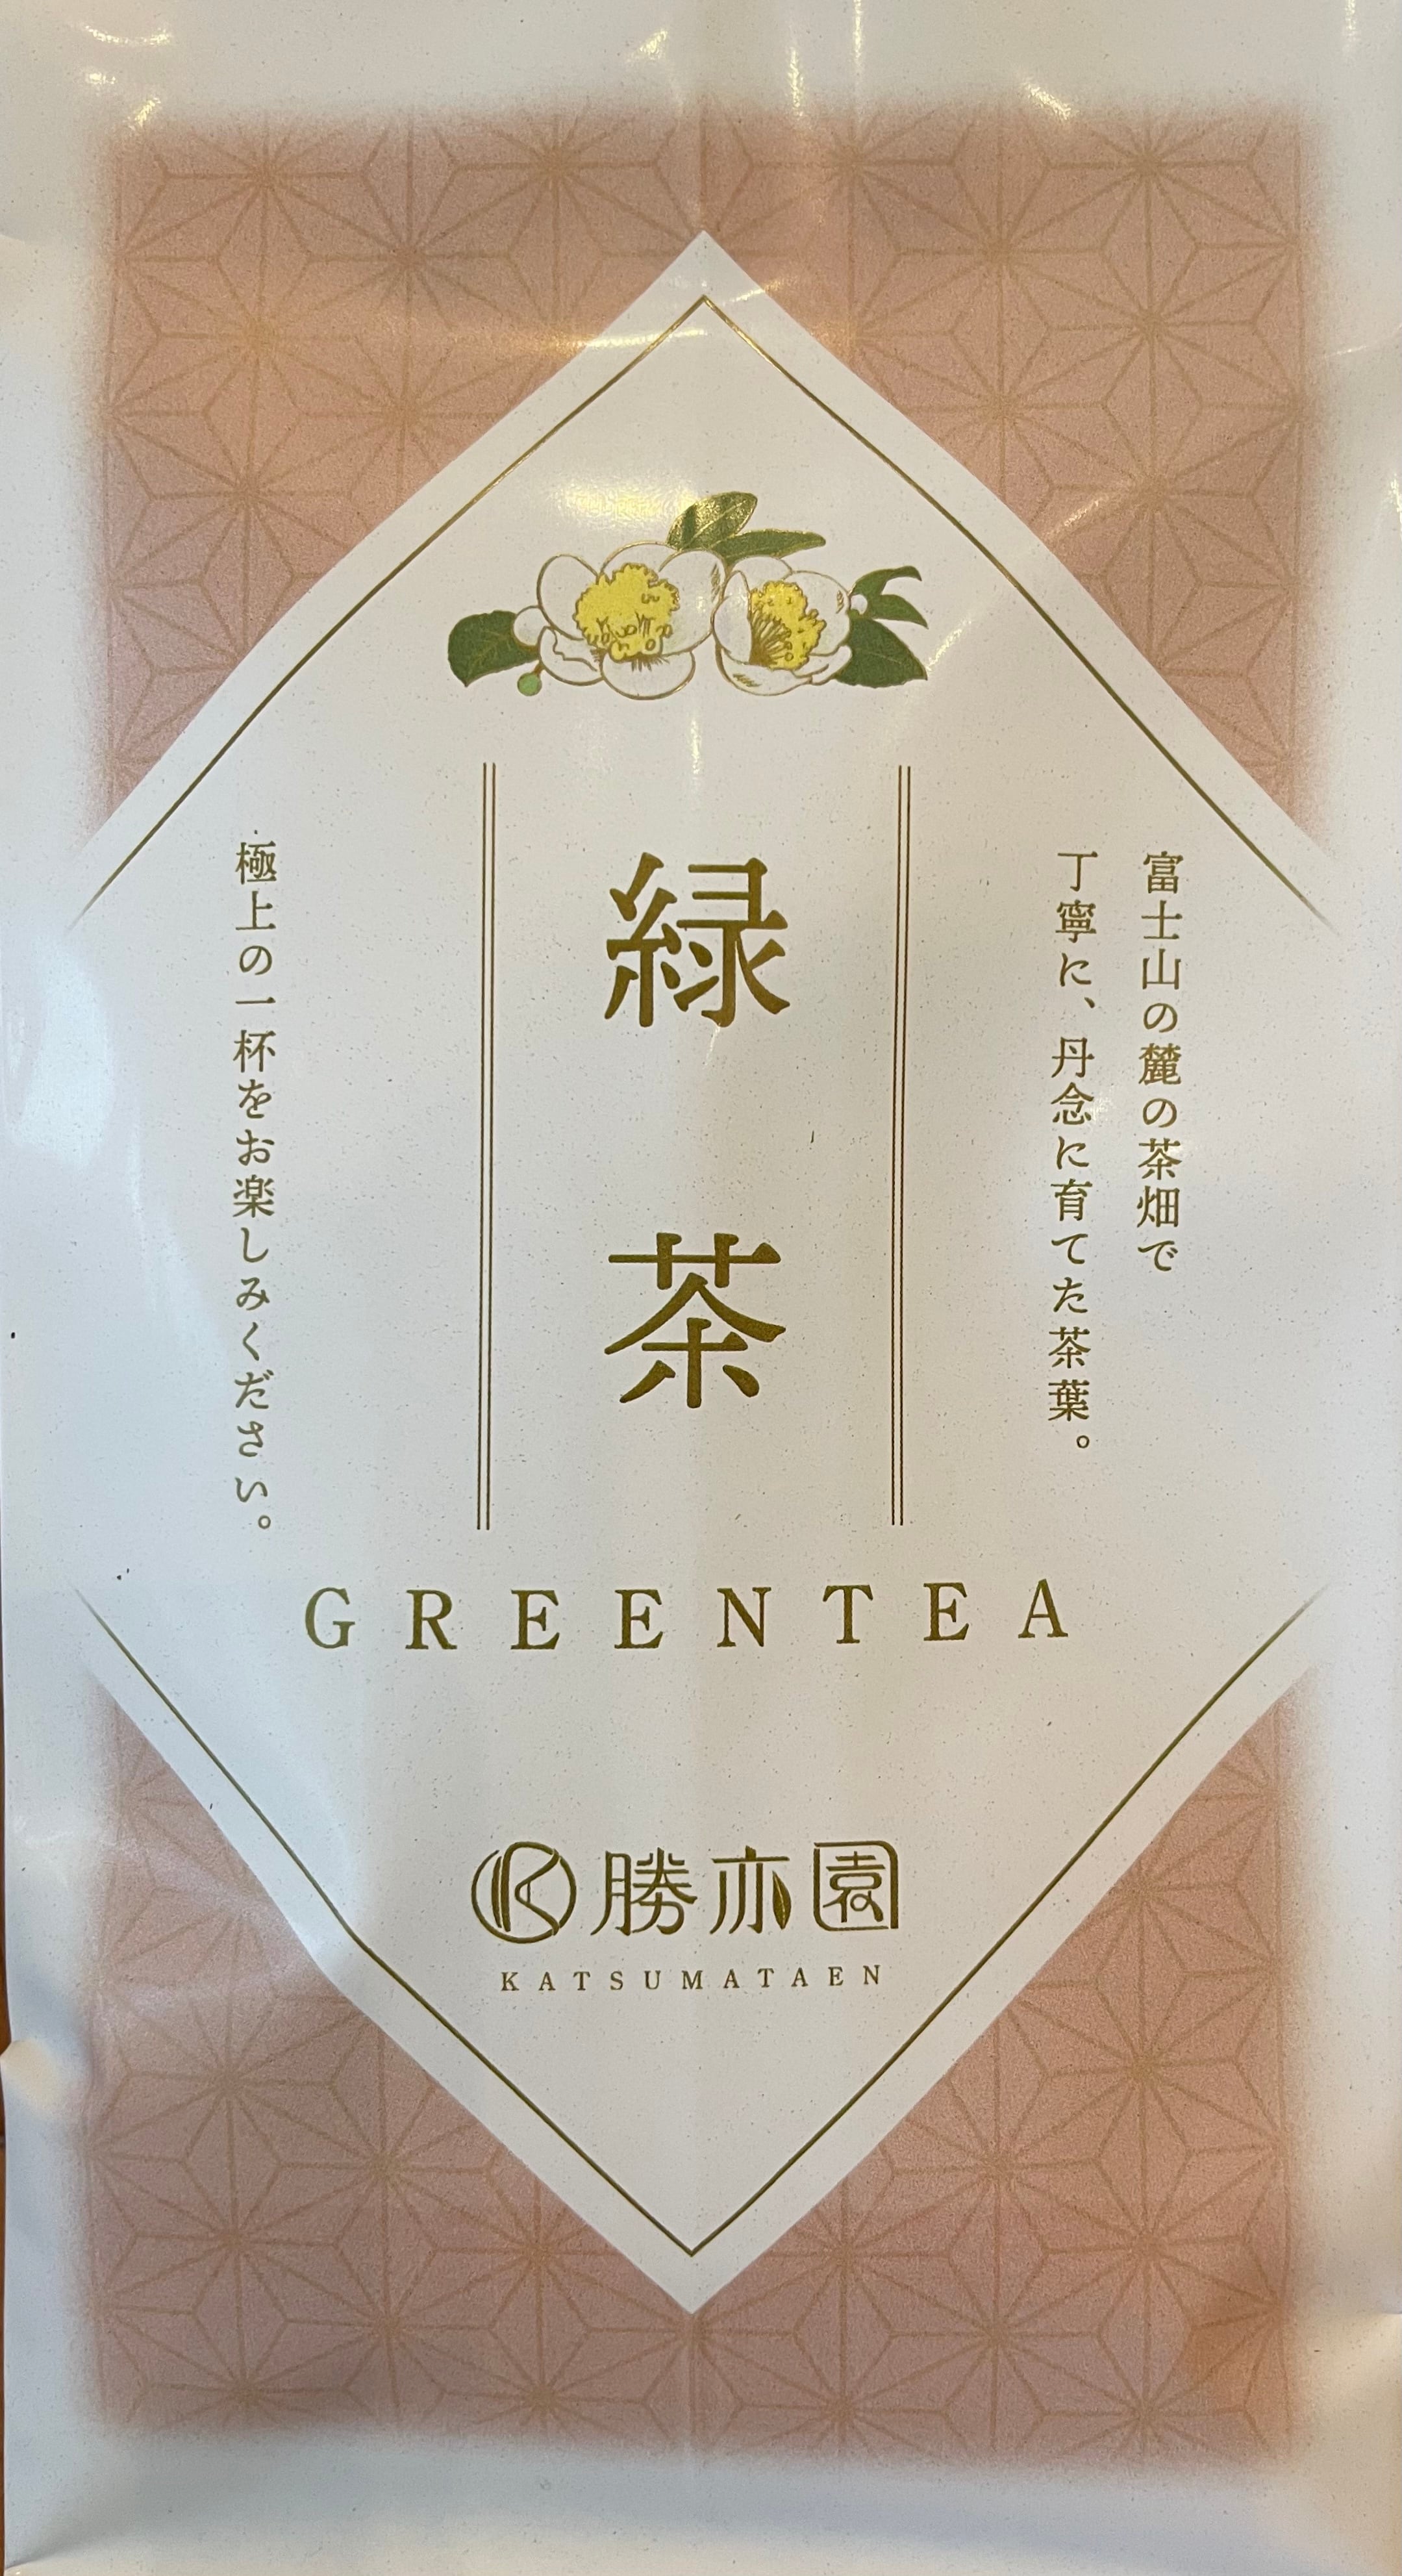 富士山の麓の茶畑で
丁寧に、丹念に育てた茶葉。
緑茶
極上の一杯をお楽しみください。
GREENTEA
K勝亦園
KATSUMATAEN